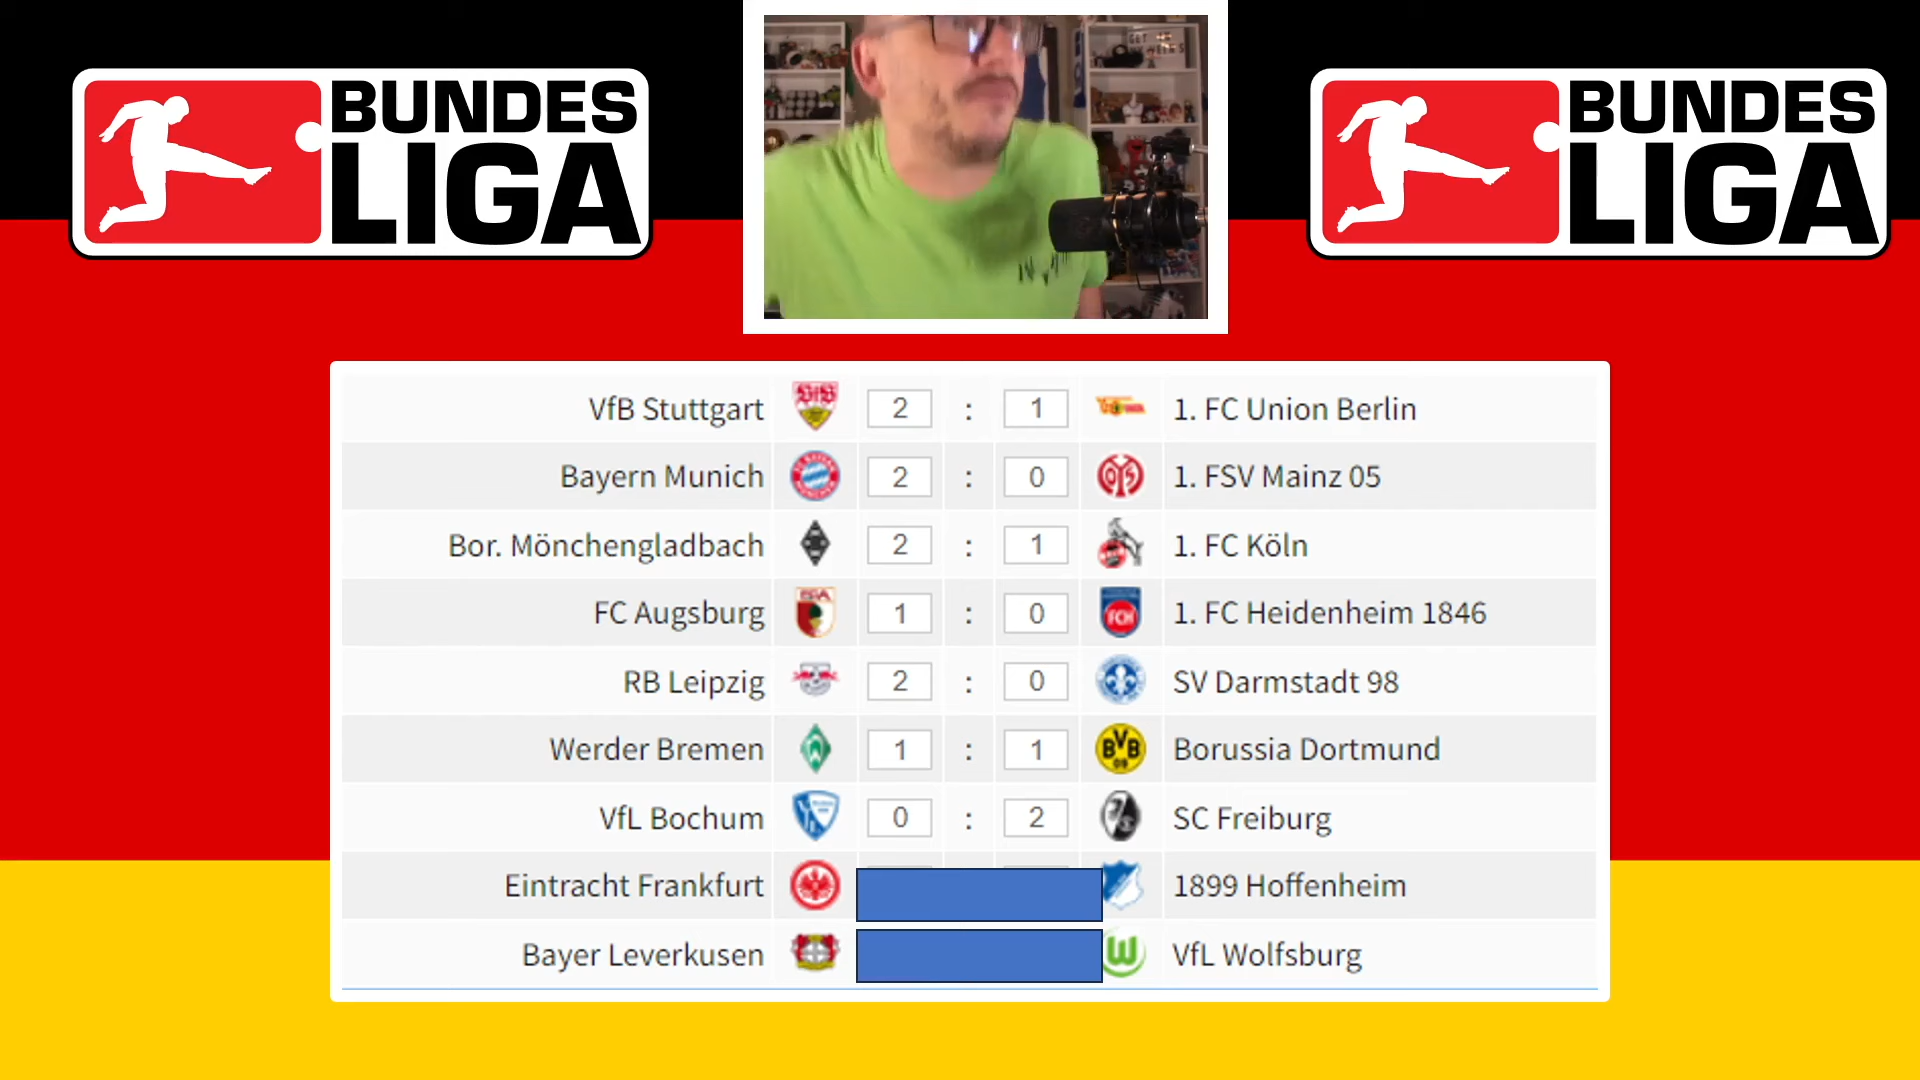 BUNDES
LIGA
BUNDES
LIGA
VfB Stuttgart 2 : 1 1. FC Union Berlin
Bayern Munich 2 : 0 1. FSV Mainz 05
Bor. Mönchengladbach 2 : 1 1. FC Köln
FC Augsburg 1 : 0 1. FC Heidenheim 1846
RB Leipzig 2 : 0 SV Darmstadt 98
Werder Bremen 1 : 1 BVB 09 Borussia Dortmund
VfL Bochum 0 : 2 SC Freiburg
Eintracht Frankfurt 1899 Hoffenheim
Bayer Leverkusen W VfL Wolfsburg